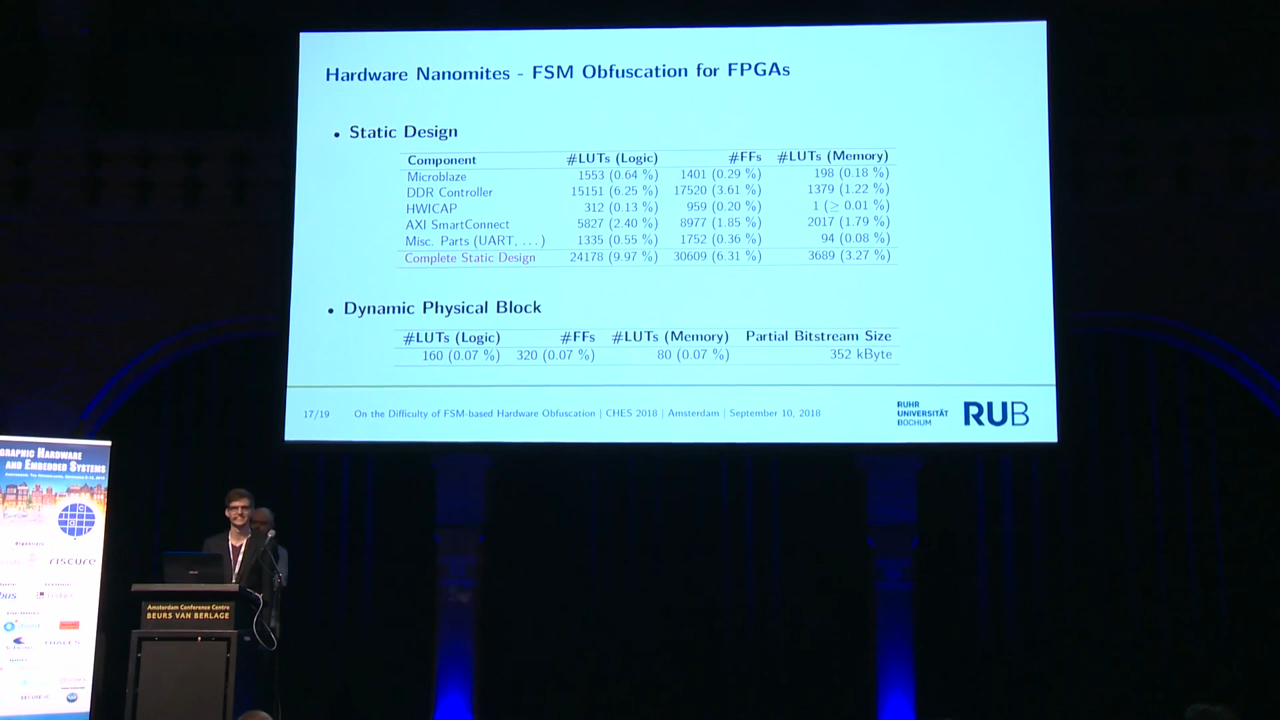 Hardware Nanomites - FSM Obfuscation for FPGAs
• Static Design
Component #LUTs (Logic) #FFs #LUTs (Memory)
Microblaze 1553 (0.64 %) 1401 (0.29 %) 198 (0.18 %)
DDR Controller 15151 (6.25 %) 17520 (3.61 %) 1379 (1.22 %)
HWICAP 312 (0.13 %) 959 (0.20 %) 1 (≥ 0.01 %)
AXI SmartConnect 5827 (2.40 %) 8977 (1.85 %) 2017 (1.79 %)
Misc. Parts (UART, ...) 1335 (0.55 %) 1752 (0.36 %) 94 (0.08 %)
Complete Static Design 24178 (9.97 %) 30609 (6.31 %) 3689 (3.27 %)
• Dynamic Physical Block
#LUTs (Logic) #FFs #LUTs (Memory) Partial Bitstream Size
160 (0.07 %) 320 (0.07 %) 80 (0.07 %) 352 kByte
17/19 On the Difficulty of FSM-based Hardware Obfuscation | CHES 2018 | Amsterdam | September 10, 2018
RUHR
UNIVERSITÄT
BOCHUM
RUB
GRAPHIC HARDWARE
AND EMBEDDED SYSTEMS
riscure
THALES
Amsterdam Conference Centre
BEURS VAN BERLAGE